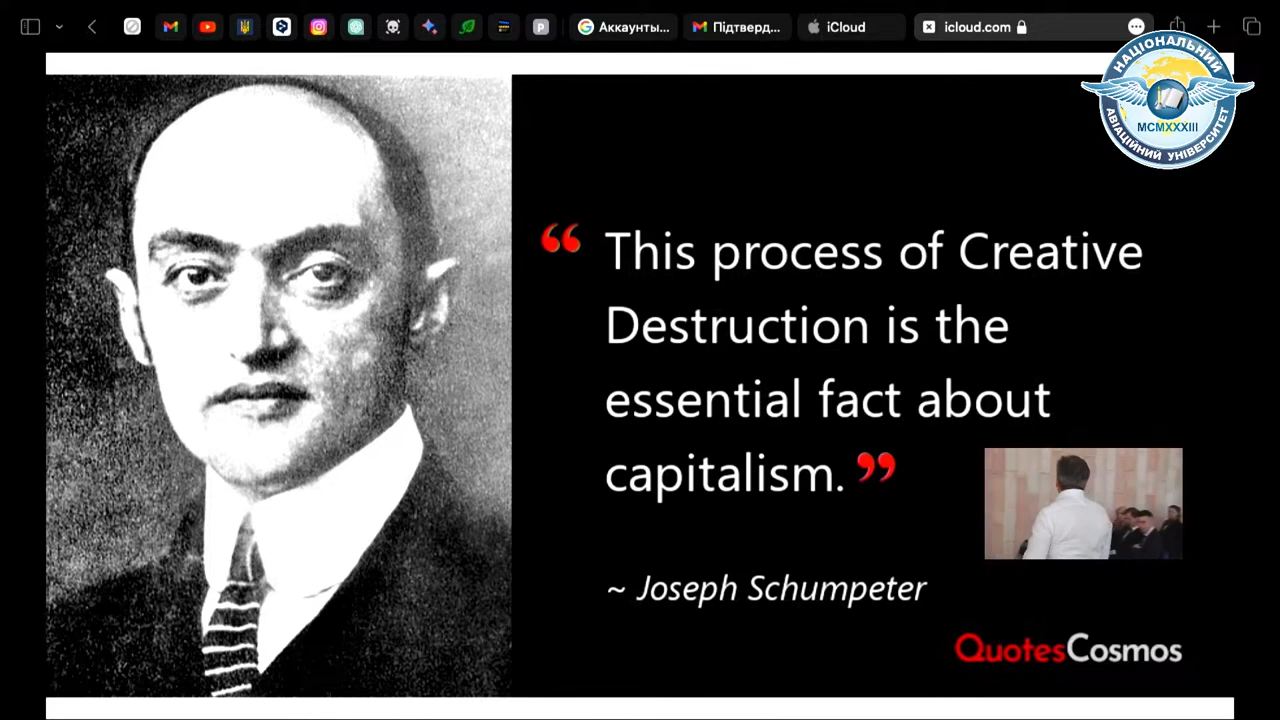 Аккаунты...
Підтверд...
iCloud
icloud.com
НАЦІОНАЛЬНИЙ
MCMXXXIII
АВІАЦІЙНИЙ УНІВЕРСИТЕТ
“ This process of Creative
Destruction is the
essential fact about
capitalism. ”
~ Joseph Schumpeter
QuotesCosmos